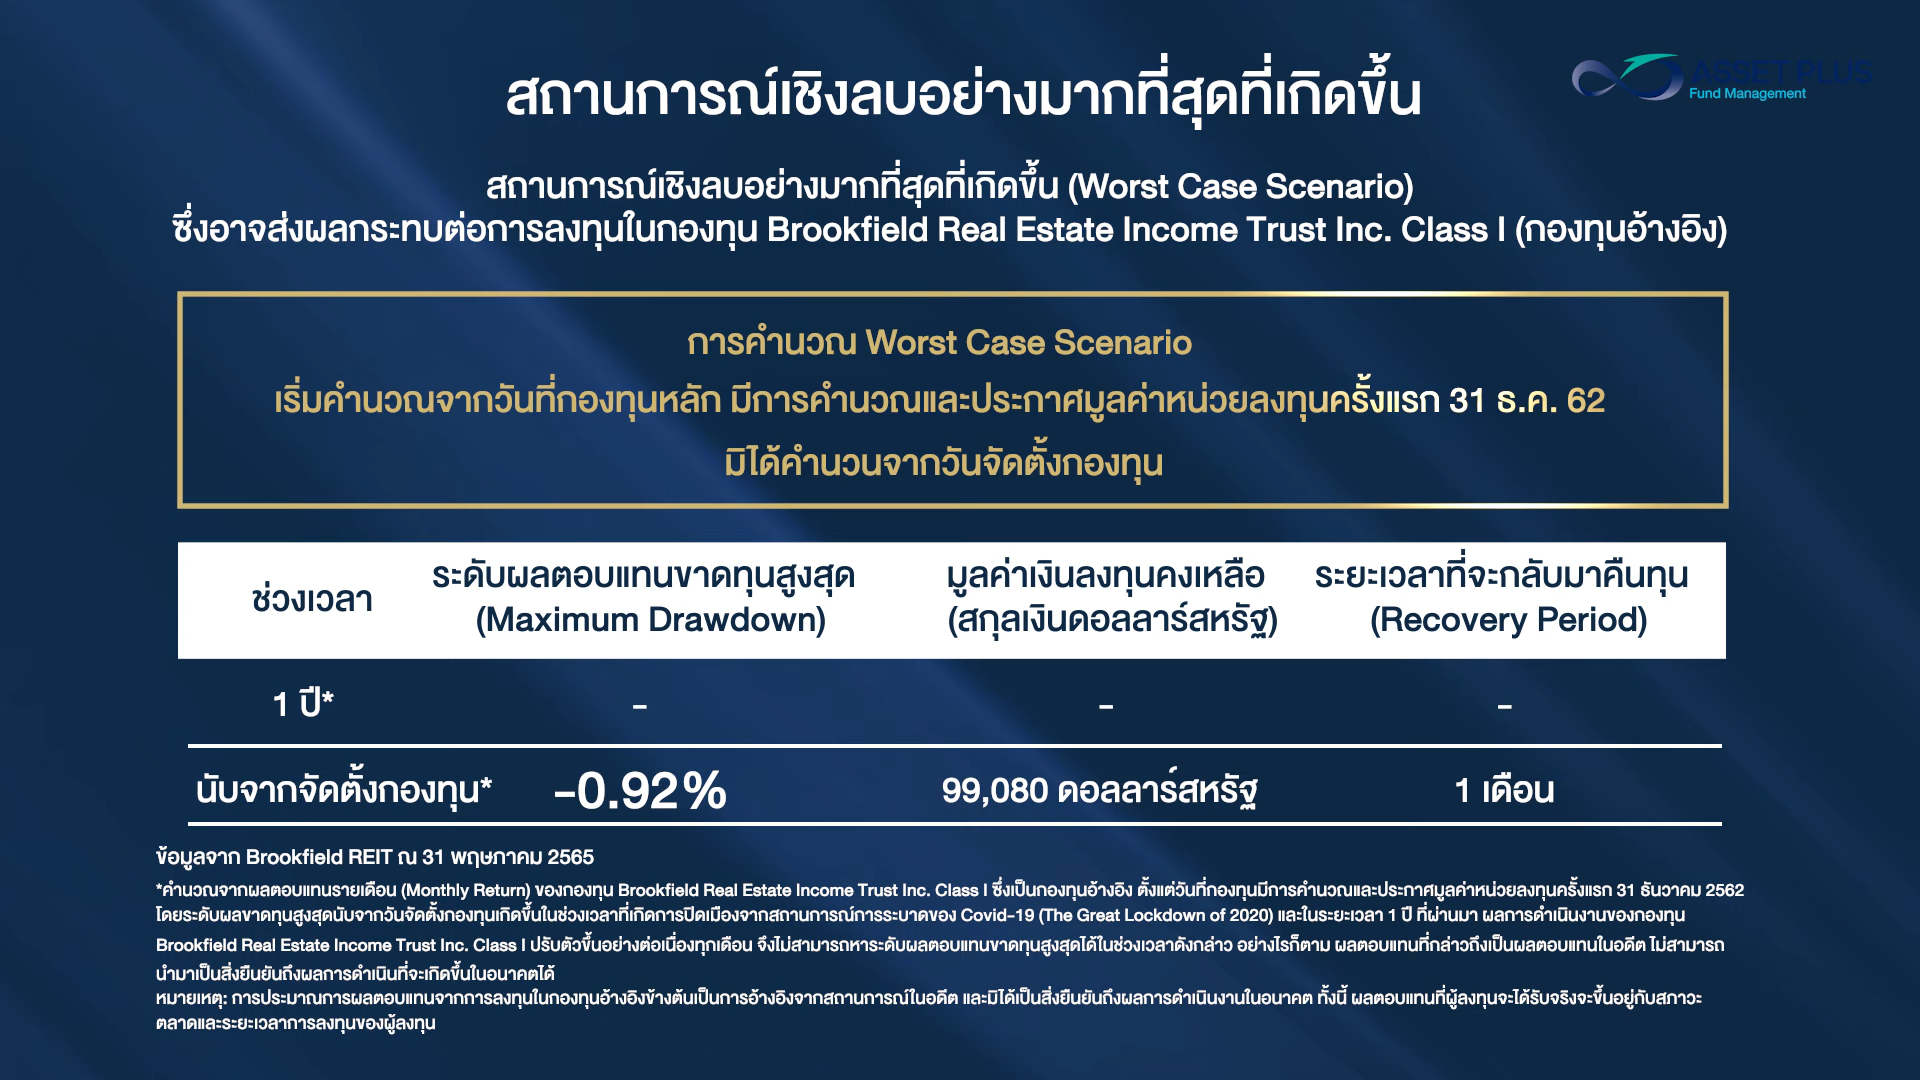 ASSET PLUS
Fund Management
สถานการณ์เชิงลบอย่างมากที่สุดที่เกิดขึ้น
สถานการณ์เชิงลบอย่างมากที่สุดที่เกิดขึ้น (Worst Case Scenario)
ซึ่งอาจส่งผลกระทบต่อการลงทุนในกองทุน Brookfield Real Estate Income Trust Inc. Class I (กองทุนอ้างอิง)
การคำนวณ Worst Case Scenario
เริ่มคำนวณจากวันที่กองทุนหลัก มีการคำนวณและประกาศมูลค่าหน่วยลงทุนครั้งแรก 31 ธ.ค. 62
มิได้คำนวนจากวันจัดตั้งกองทุน
ช่วงเวลา ระดับผลตอบแทนขาดทุนสูงสุด (Maximum Drawdown) มูลค่าเงินลงทุนคงเหลือ (สกุลเงินดอลลาร์สหรัฐ) ระยะเวลาที่จะกลับมาคืนทุน (Recovery Period)
1 ปี* - - -
นับจากจัดตั้งกองทุน* -0.92% 99,080 ดอลลาร์สหรัฐ 1 เดือน
ข้อมูลจาก Brookfield REIT ณ 31 พฤษภาคม 2565
*คำนวณจากผลตอบแทนรายเดือน (Monthly Return) ของกองทุน Brookfield Real Estate Income Trust Inc. Class I ซึ่งเป็นกองทุนอ้างอิง ตั้งแต่วันที่กองทุนมีการคำนวณและประกาศมูลค่าหน่วยลงทุนครั้งแรก 31 ธันวาคม 2562
โดยระดับผลขาดทุนสูงสุดนับจากวันจัดตั้งกองทุนเกิดขึ้นในช่วงเวลาที่เกิดการปิดเมืองจากสถานการณ์การระบาดของ Covid-19 (The Great Lockdown of 2020) และในระยะเวลา 1 ปี ที่ผ่านมา ผลการดำเนินงานของกองทุน
Brookfield Real Estate Income Trust Inc. Class I ปรับตัวขึ้นอย่างต่อเนื่องทุกเดือน จึงไม่สามารถหาระดับผลตอบแทนขาดทุนสูงสุดได้ในช่วงเวลาดังกล่าว อย่างไรก็ตาม ผลตอบแทนที่กล่าวถึงเป็นผลตอบแทนในอดีต ไม่สามารถ
นำมาเป็นสิ่งยืนยันถึงผลการดำเนินที่จะเกิดขึ้นในอนาคตได้
หมายเหตุ: การประมาณการผลตอบแทนจากการลงทุนในกองทุนอ้างอิงข้างต้นเป็นการอ้างอิงจากสถานการณ์ในอดีต และมิได้เป็นสิ่งยืนยันถึงผลการดำเนินงานในอนาคต ทั้งนี้ ผลตอบแทนที่ผู้ลงทุนจะได้รับจริงจะขึ้นอยู่กับสภาวะ
ตลาดและระยะเวลาการลงทุนของผู้ลงทุน